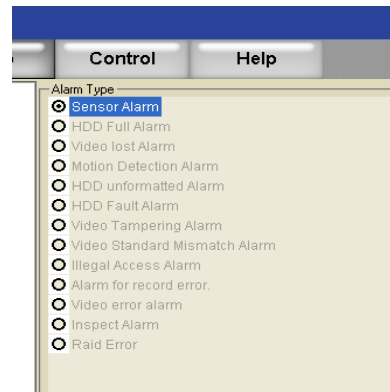 Control Help
Alarm Type
Sensor Alarm
HDD Full Alarm
Video lost Alarm
Motion Detection Alarm
HDD unformatted Alarm
HDD Fault Alarm
Video Tampering Alarm
Video Standard Mismatch Alarm
Illegal Access Alarm
Alarm for record error.
Video error alarm
Inspect Alarm
Raid Error